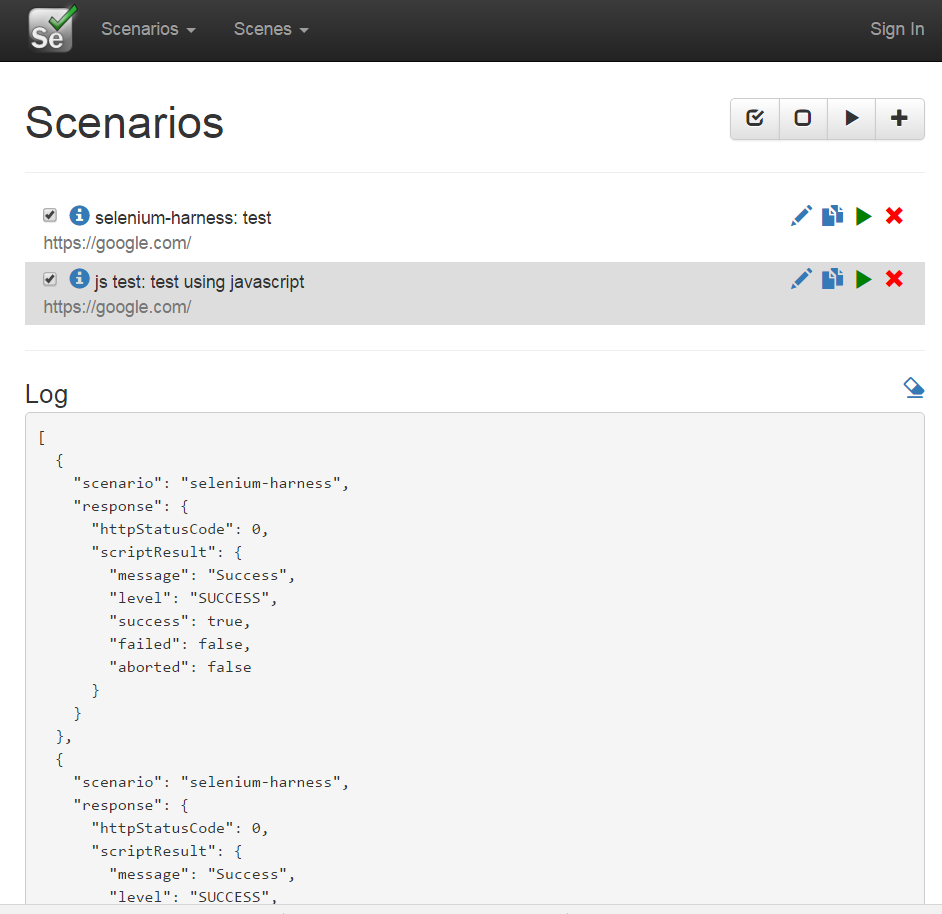 Se Scenarios Scenes Sign In
Scenarios
selenium-harness: test
https://google.com/
js test: test using javascript
https://google.com/
Log
[
  {
    "scenario": "selenium-harness",
    "response": {
      "httpStatusCode": 0,
      "scriptResult": {
        "message": "Success",
        "level": "SUCCESS",
        "success": true,
        "failed": false,
        "aborted": false
      }
    }
  },
  {
    "scenario": "selenium-harness",
    "response": {
      "httpStatusCode": 0,
      "scriptResult": {
        "message": "Success",
        "level": "SUCCESS",